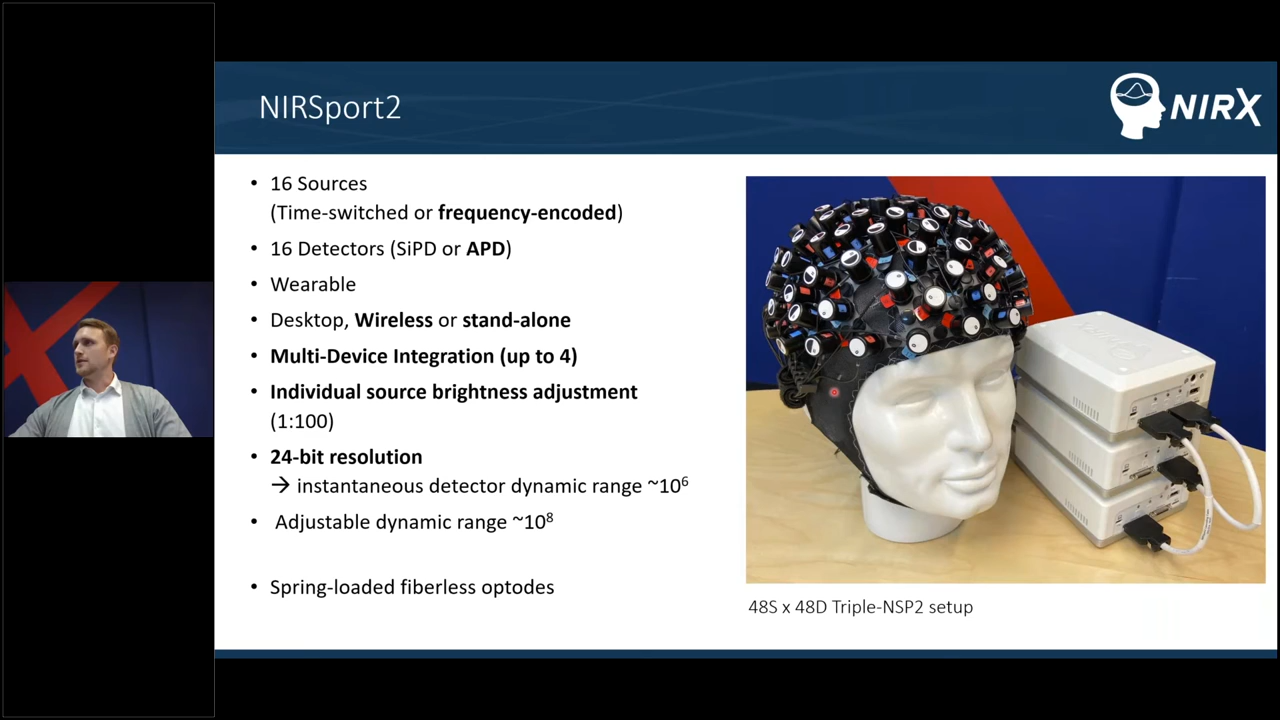 NIRSport2
NIRX
• 16 Sources
(Time-switched or frequency-encoded)
• 16 Detectors (SiPD or APD)
• Wearable
• Desktop, Wireless or stand-alone
• Multi-Device Integration (up to 4)
• Individual source brightness adjustment
(1:100)
• 24-bit resolution
→ instantaneous detector dynamic range ~10⁶
• Adjustable dynamic range ~10⁸
• Spring-loaded fiberless optodes
48S x 48D Triple-NSP2 setup